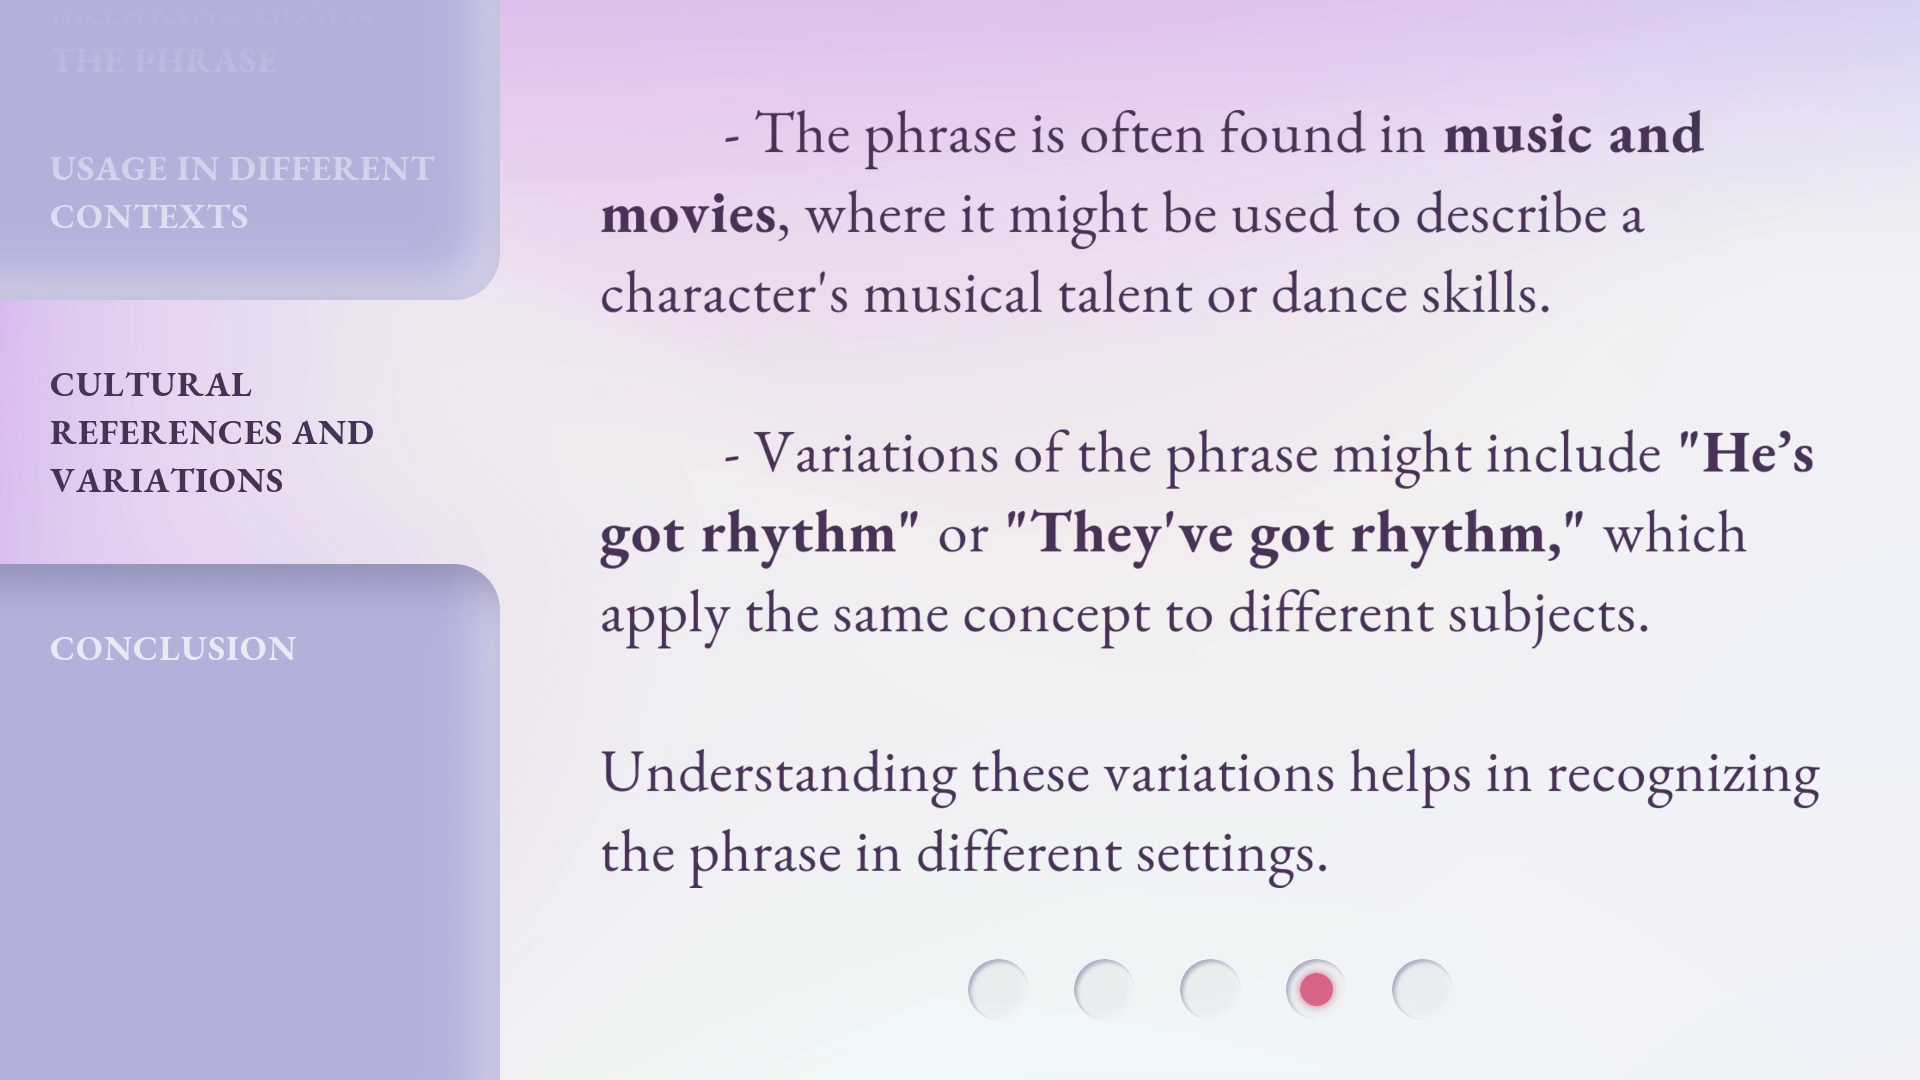 BREAKING DOWN
THE PHRASE
USAGE IN DIFFERENT
CONTEXTS
CULTURAL
REFERENCES AND
VARIATIONS
CONCLUSION
- The phrase is often found in music and
movies, where it might be used to describe a
character's musical talent or dance skills.
- Variations of the phrase might include "He’s
got rhythm" or "They've got rhythm," which
apply the same concept to different subjects.
Understanding these variations helps in recognizing
the phrase in different settings.